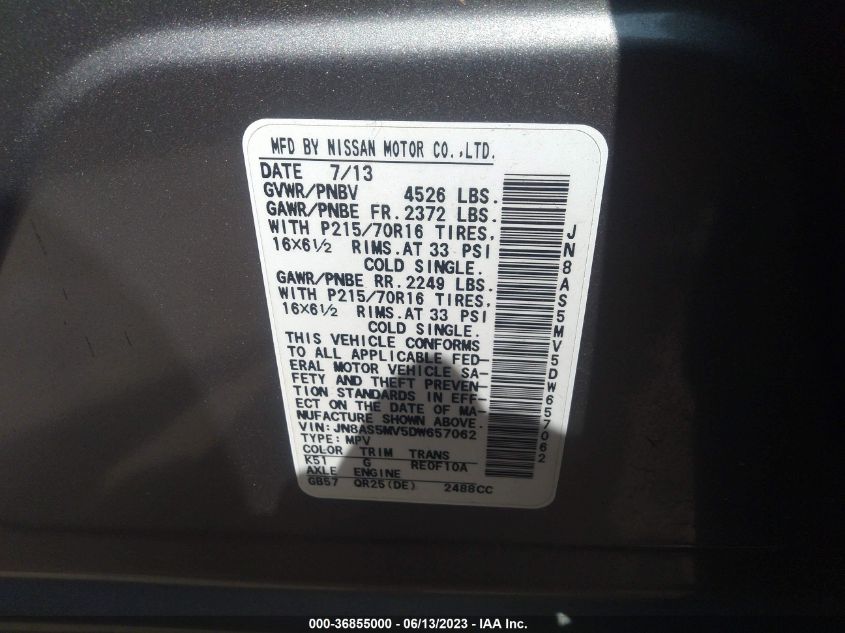 MFD BY NISSAN MOTOR CO.,LTD.
DATE 7/13
GVWR/PNBV 4526 LBS.
GAWR/PNBE FR.2372 LBS.
WITH P215/70R16 TIRES,
16X6½ RIMS.AT 33 PSI
COLD SINGLE.
GAWR/PNBE RR.2249 LBS.
WITH P215/70R16 TIRES,
16X6½ RIMS.AT 33 PSI
COLD SINGLE.
THIS VEHICLE CONFORMS
TO ALL APPLICABLE FED-
ERAL MOTOR VEHICLE SA-
FETY AND THEFT PREVEN-
TION STANDARDS IN EFF-
ECT ON THE DATE OF MA-
NUFACTURE SHOWN ABOVE.
VIN:JN8AS5MV5DW657062
TYPE:MPV
COLOR TRIM TRANS
K51 G RE0F10A
AXLE ENGINE
GB57 QR25(DE) 2488CC
JN8AS5MV5DW657062
000-36855000 - 06/13/2023 - IAA Inc.